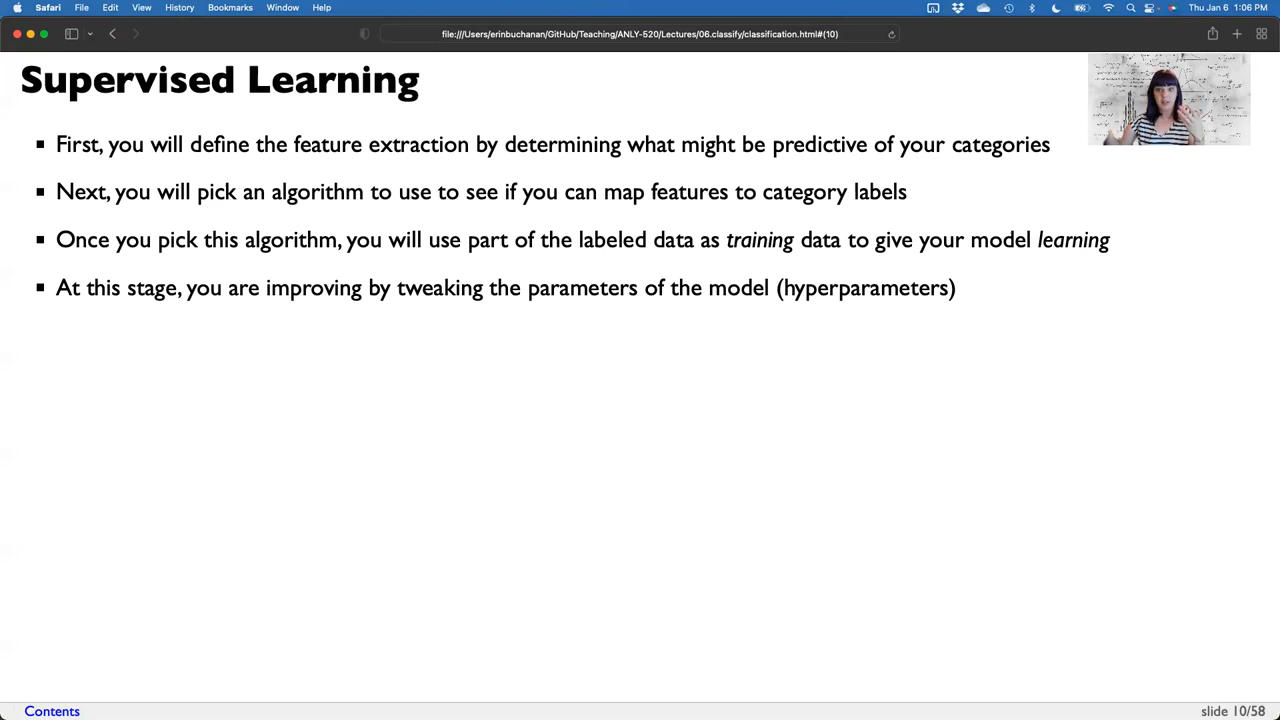 Safari File Edit View History Bookmarks Window Help Thu Jan 6 1:06 PM
file:///Users/erinbuchanan/GitHub/Teaching/ANLY-520/Lectures/06.classify/classification.html#(10)
Supervised Learning
First, you will define the feature extraction by determining what might be predictive of your categories
Next, you will pick an algorithm to use to see if you can map features to category labels
Once you pick this algorithm, you will use part of the labeled data as training data to give your model learning
At this stage, you are improving by tweaking the parameters of the model (hyperparameters)
Contents slide 10/58